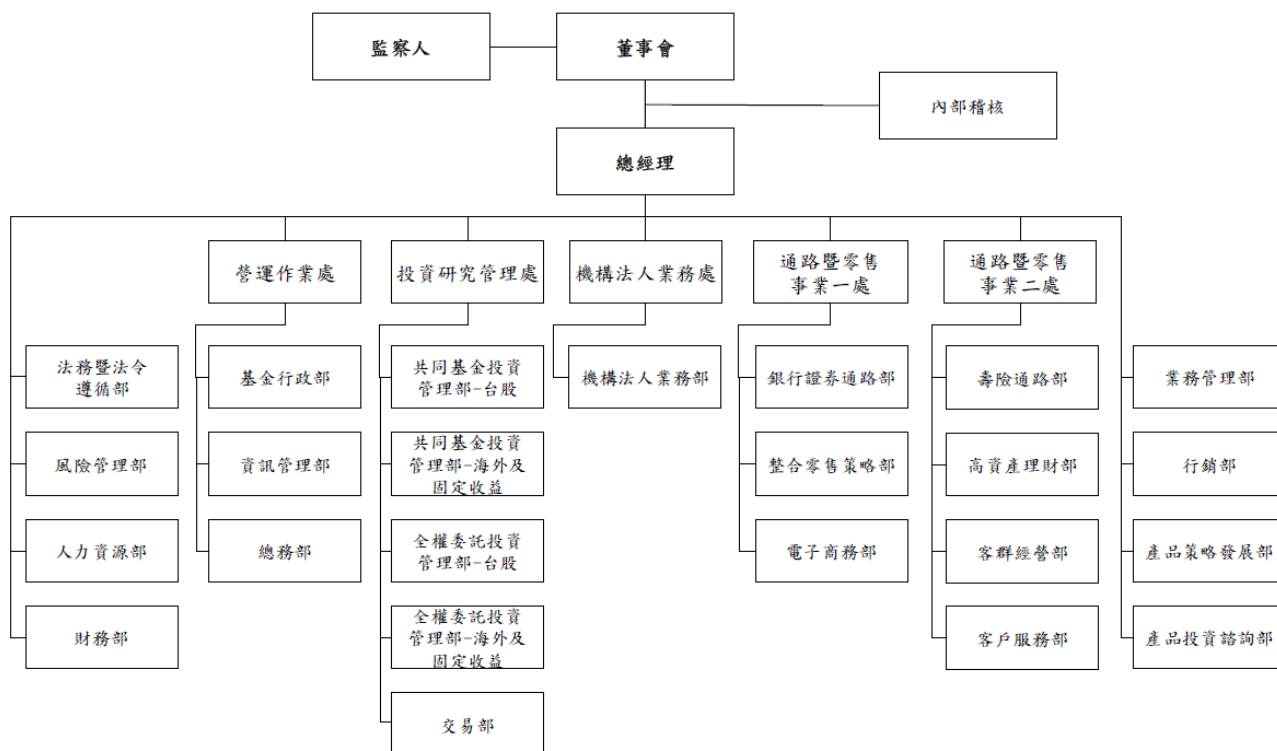 監察人
董事會
內部稽核
總經理
營運作業處
投資研究管理處
機構法人業務處
通路暨零售
事業一處
通路暨零售
事業二處
法務暨法令
遵循部
風險管理部
人力資源部
財務部
基金行政部
資訊管理部
總務部
共同基金投資
管理部-台股
共同基金投資
管理部-海外及
固定收益
全權委託投資
管理部-台股
全權委託投資
管理部-海外及
固定收益
交易部
機構法人業務部
銀行證券通路部
整合零售策略部
電子商務部
壽險通路部
高資產理財部
客群經營部
客戶服務部
業務管理部
行銷部
產品策略發展部
產品投資諮詢部